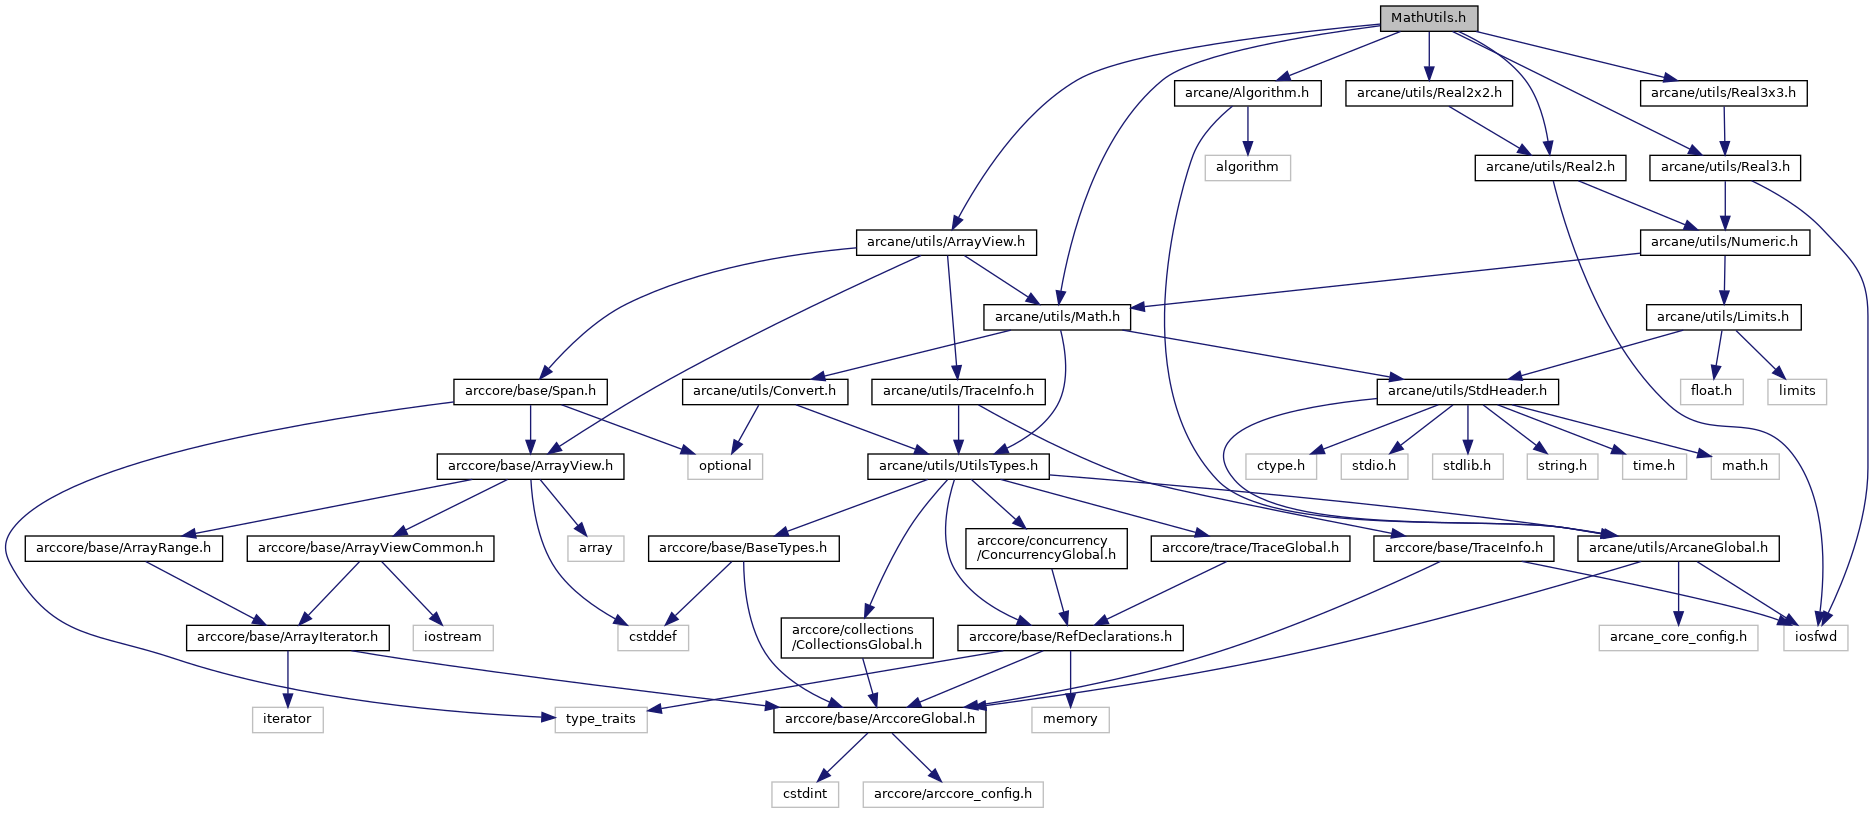 MathUtils.h
arcane/Algorithm.h
arcane/utils/Real2x2.h
arcane/utils/Real3x3.h
algorithm
arcane/utils/Real2.h
arcane/utils/Real3.h
arcane/utils/ArrayView.h
arcane/utils/Numeric.h
arcane/utils/Math.h
arcane/utils/Limits.h
arccore/base/Span.h
arcane/utils/Convert.h
arcane/utils/TraceInfo.h
arcane/utils/StdHeader.h
float.h
limits
arccore/base/ArrayView.h
optional
arcane/utils/UtilsTypes.h
ctype.h
stdio.h
stdlib.h
string.h
time.h
math.h
arccore/base/ArrayRange.h
arccore/base/ArrayViewCommon.h
array
arccore/base/BaseTypes.h
arccore/concurrency
/ConcurrencyGlobal.h
arccore/trace/TraceGlobal.h
arccore/base/TraceInfo.h
arcane/utils/ArcaneGlobal.h
arccore/base/ArrayIterator.h
iostream
cstddef
arccore/collections
/CollectionsGlobal.h
arccore/base/RefDeclarations.h
arcane_core_config.h
iosfwd
iterator
type_traits
arccore/base/ArccoreGlobal.h
memory
cstdint
arccore/arccore_config.h